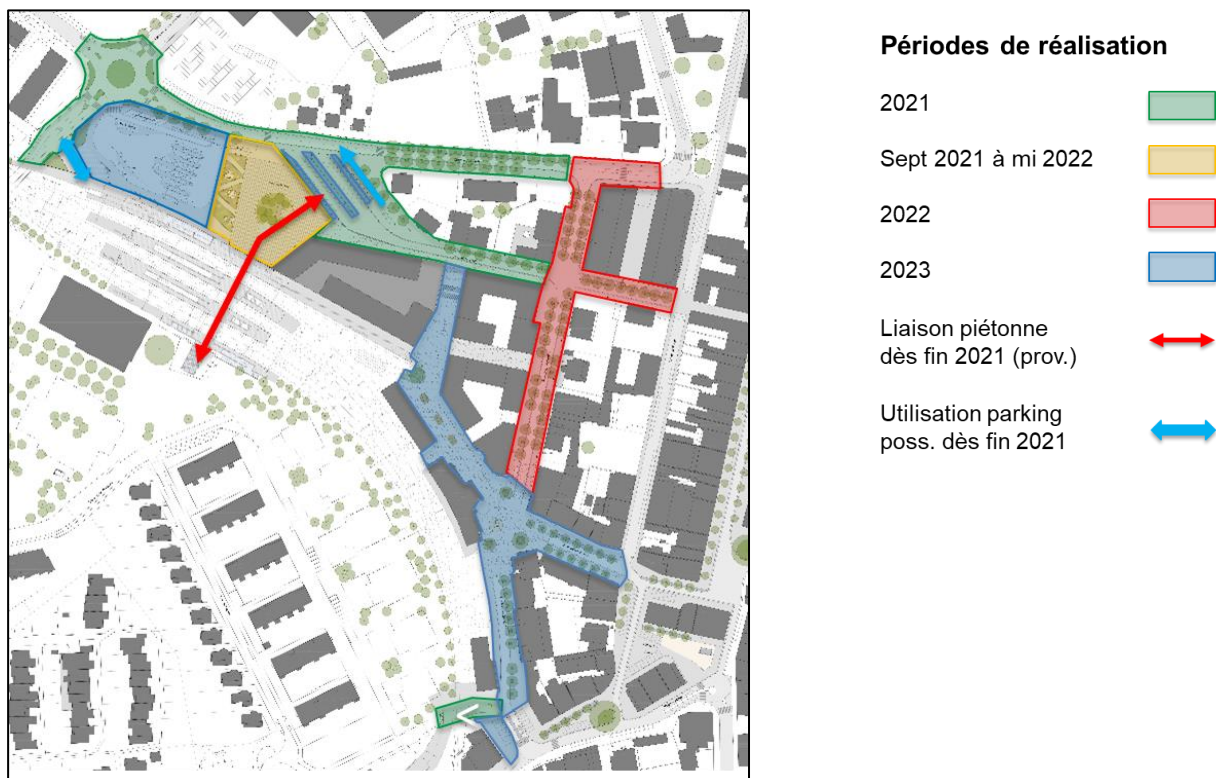 Périodes de réalisation
2021
Sept 2021 à mi 2022
2022
2023
Liaison piétonne
dès fin 2021 (prov.)
Utilisation parking
poss. dès fin 2021